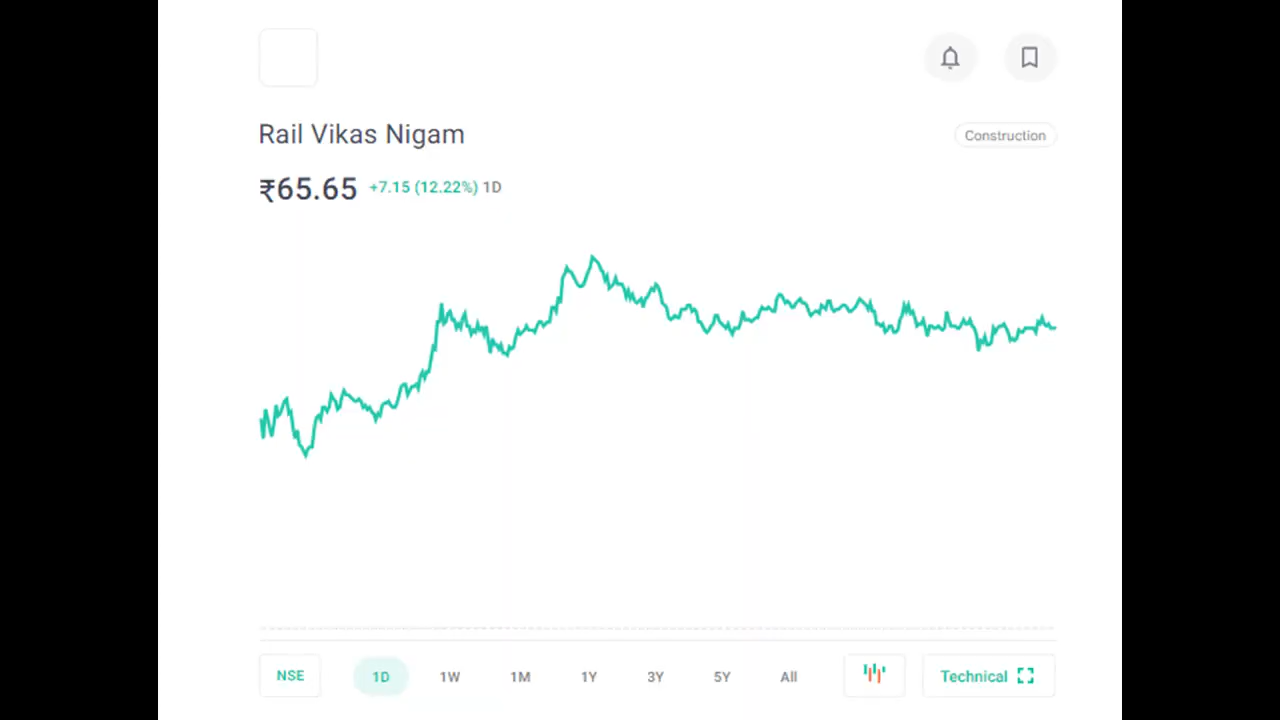 Rail Vikas Nigam
Construction
₹65.65 +7.15 (12.22%) 1D
NSE 1D 1W 1M 1Y 3Y 5Y All Technical